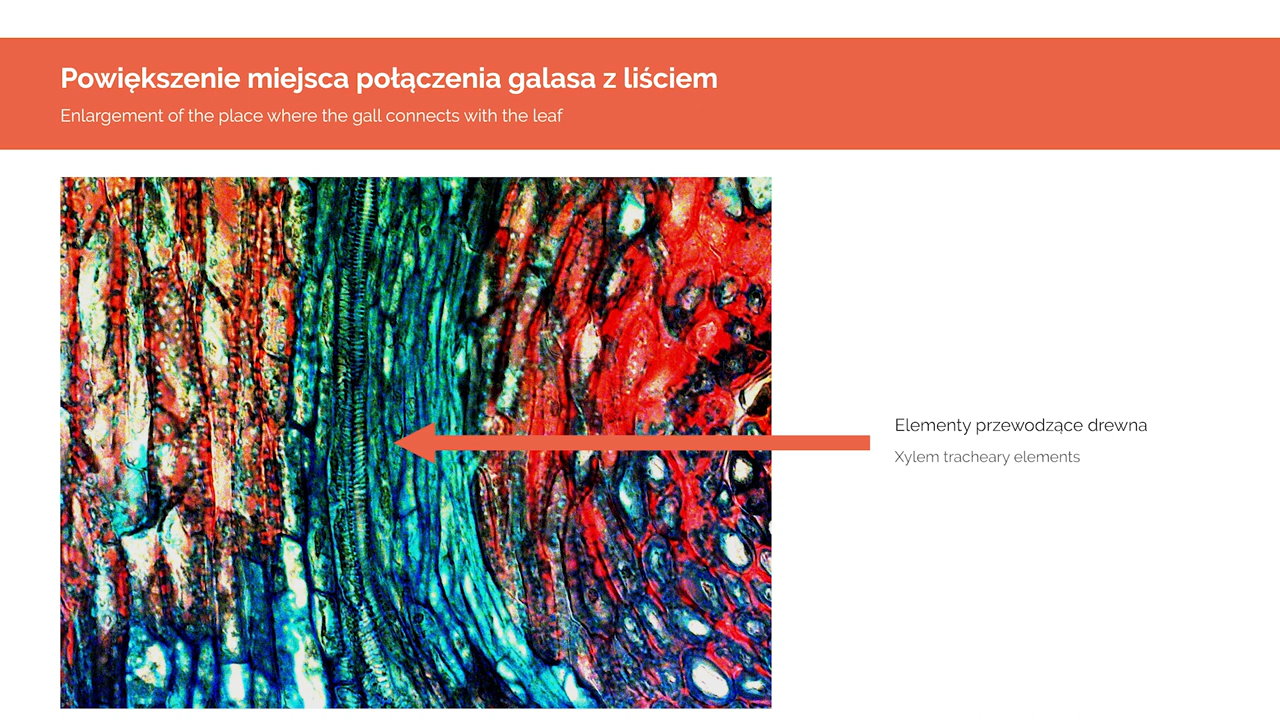 Powiększenie miejsca połączenia galasa z liściem
Enlargement of the place where the gall connects with the leaf
Elementy przewodzące drewna
Xylem tracheary elements